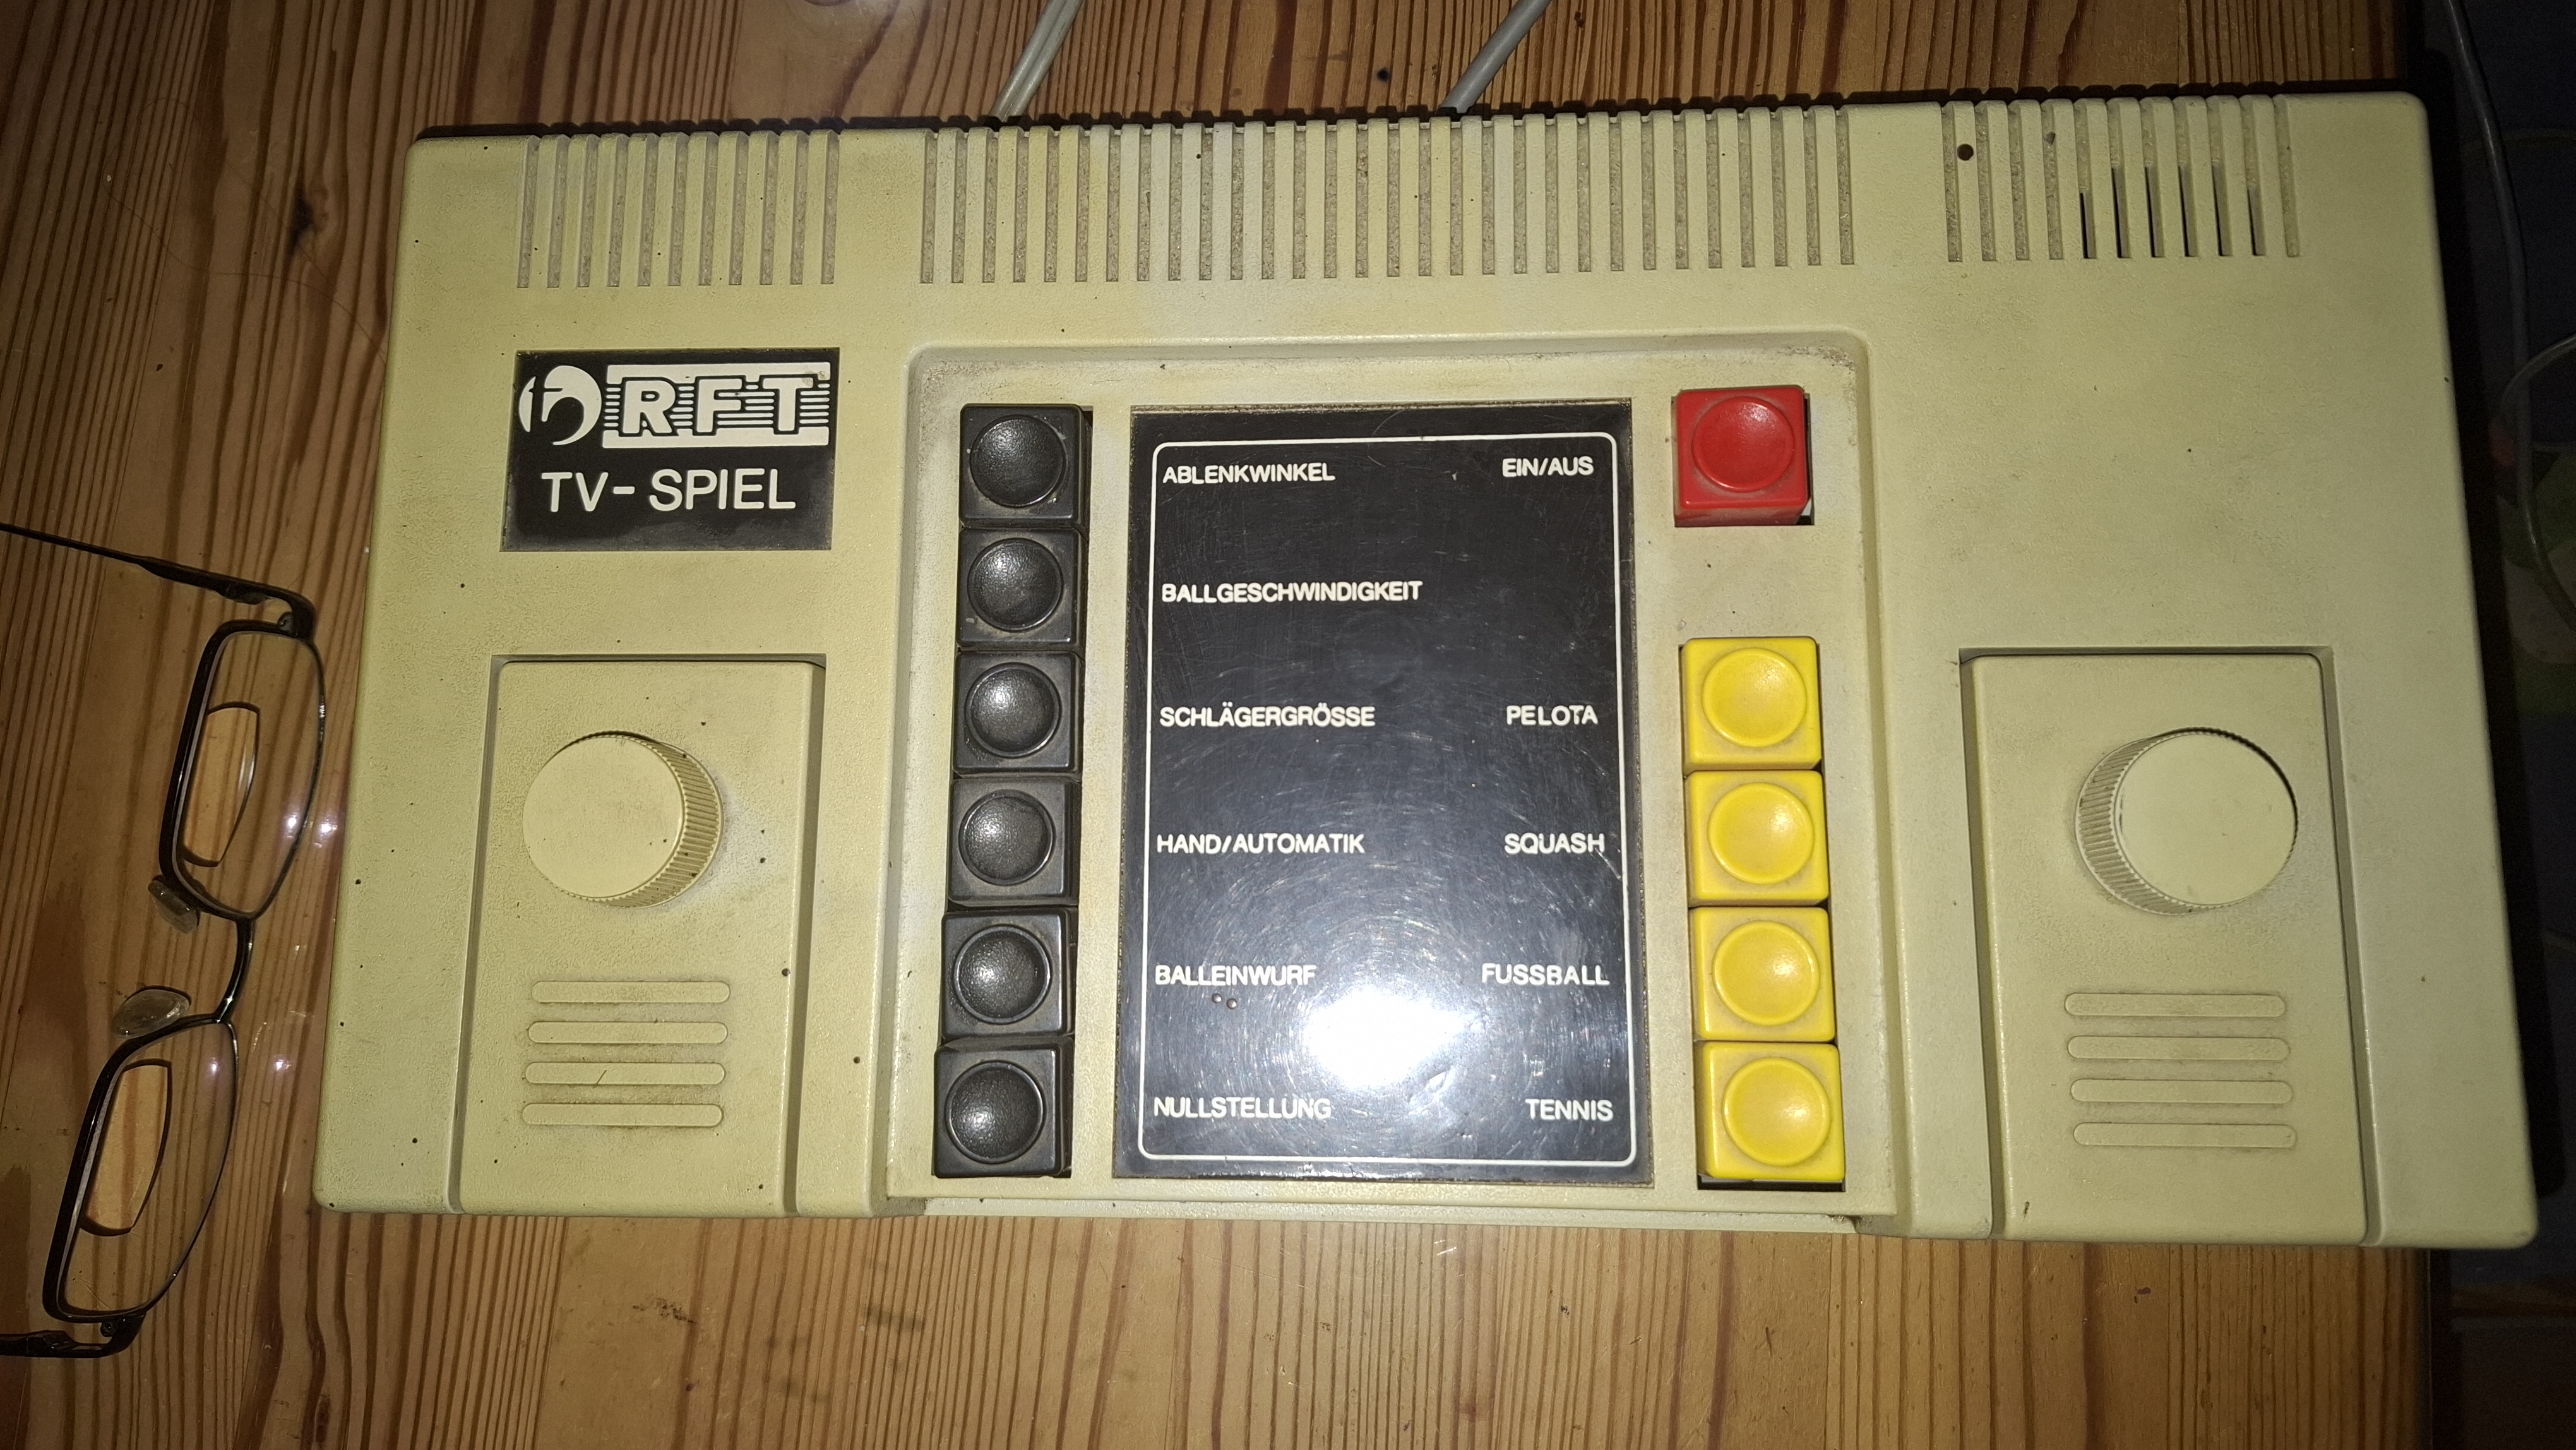 RFT
TV-SPIEL
ABLENKWINKEL EIN/AUS
BALLGESCHWINDIGKEIT
SCHLÄGERGRÖSSE PELOTA
HAND/AUTOMATIK SQUASH
BALLEINWURF FUSSBALL
NULLSTELLUNG TENNIS